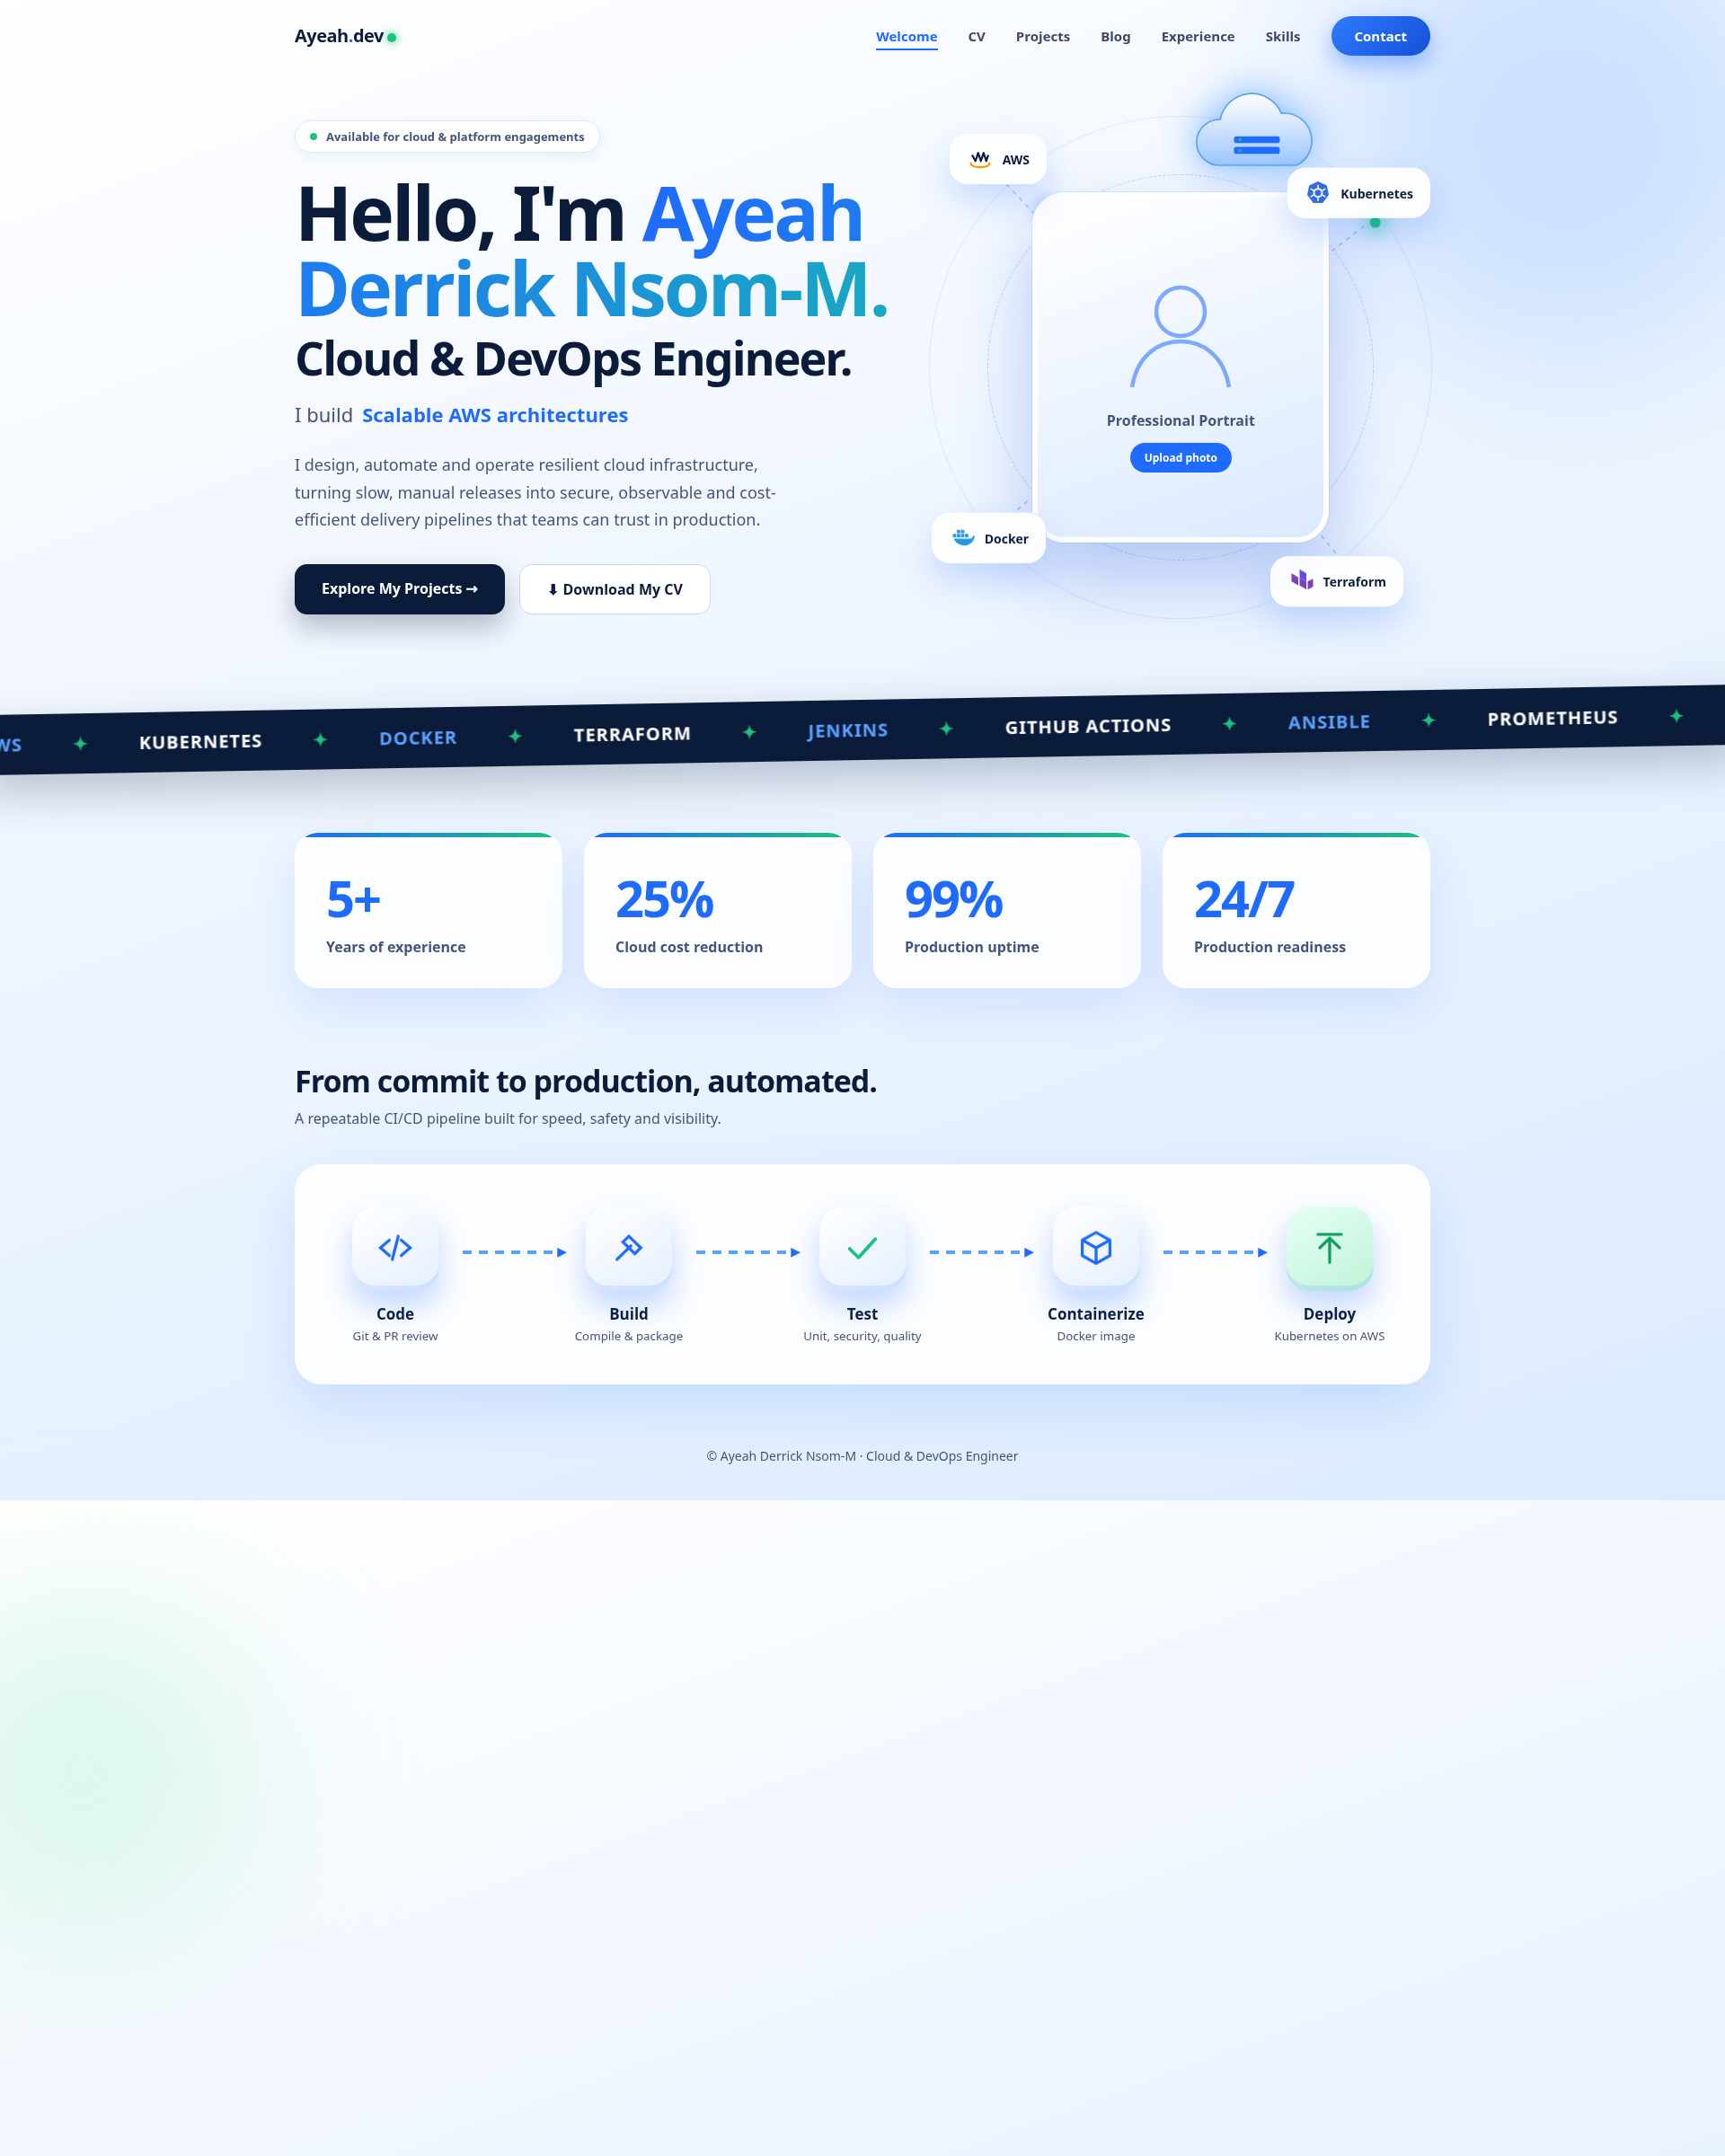 Ayeah.dev
Welcome
CV
Projects
Blog
Experience
Skills
Contact
Available for cloud & platform engagements
Hello, I'm Ayeah
Derrick Nsom-M.
Cloud & DevOps Engineer.
I build Scalable AWS architectures
I design, automate and operate resilient cloud infrastructure,
turning slow, manual releases into secure, observable and cost-
efficient delivery pipelines that teams can trust in production.
Explore My Projects →
⬇ Download My CV
AWS
Kubernetes
Professional Portrait
Upload photo
Docker
Terraform
WS ✦ KUBERNETES ✦ DOCKER ✦ TERRAFORM ✦ JENKINS ✦ GITHUB ACTIONS ✦ ANSIBLE ✦ PROMETHEUS ✦
5+
Years of experience
25%
Cloud cost reduction
99%
Production uptime
24/7
Production readiness
From commit to production, automated.
A repeatable CI/CD pipeline built for speed, safety and visibility.
Code
Git & PR review
Build
Compile & package
Test
Unit, security, quality
Containerize
Docker image
Deploy
Kubernetes on AWS
© Ayeah Derrick Nsom-M · Cloud & DevOps Engineer